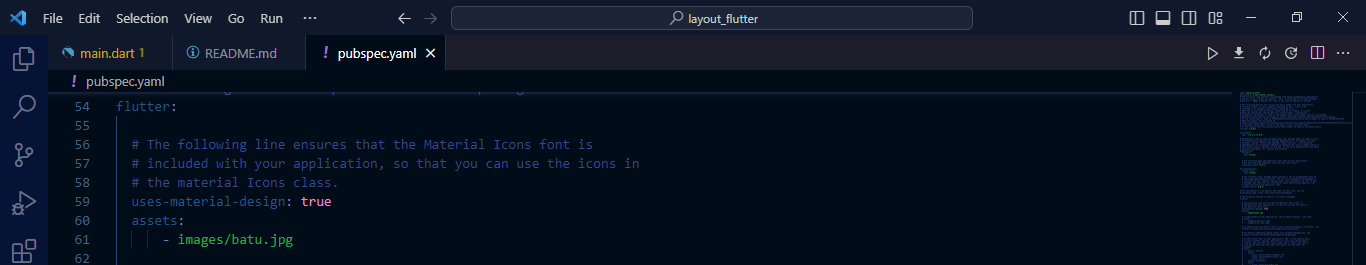 File Edit Selection View Go Run ··· layout_flutter
main.dart 1 README.md ! pubspec.yaml
! pubspec.yaml
54 flutter:
55
56 # The following line ensures that the Material Icons font is
57 # included with your application, so that you can use the icons in
58 # the material Icons class.
59 uses-material-design: true
60 assets:
61 - images/batu.jpg
62